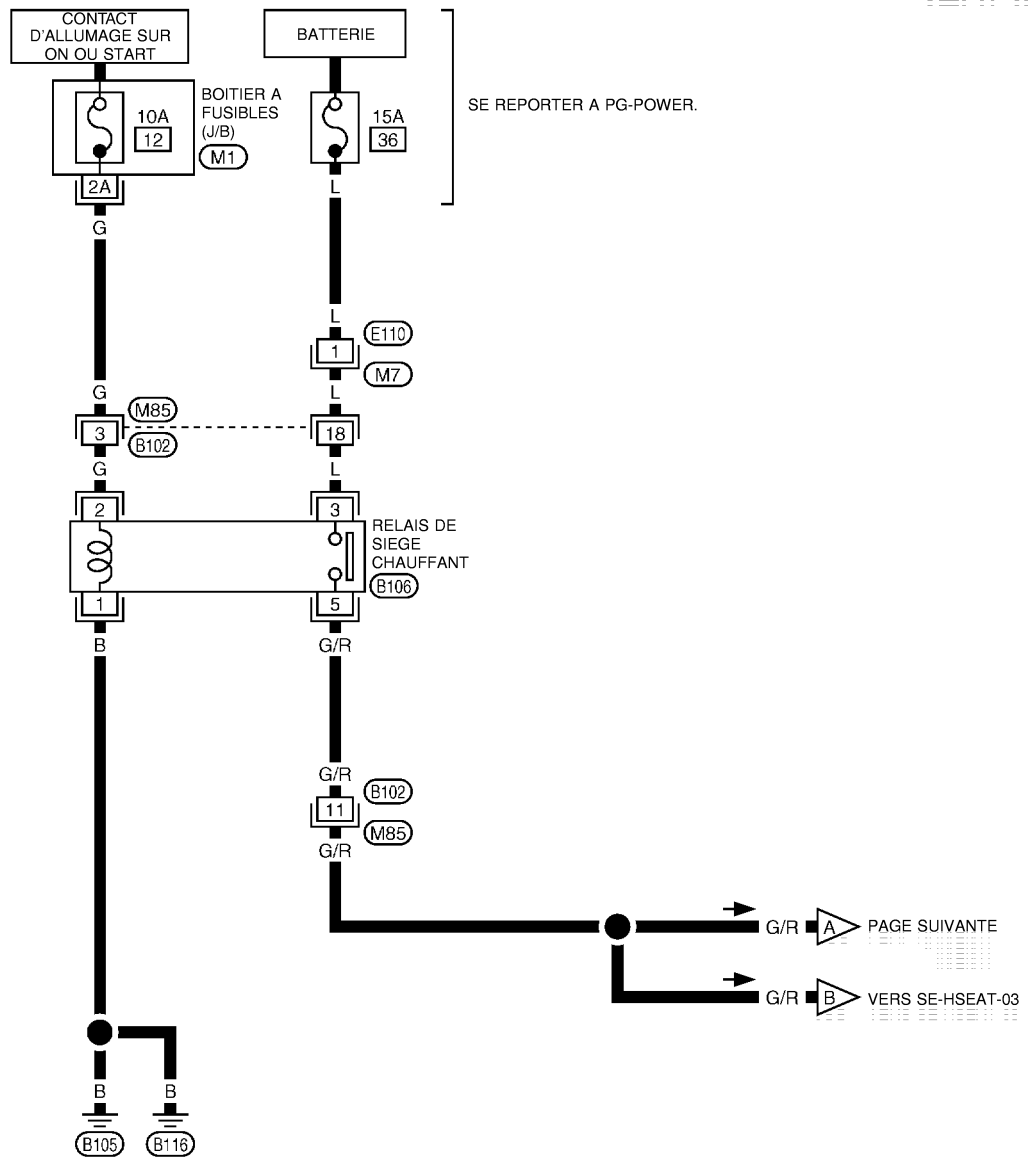 CONTACT
D'ALLUMAGE SUR
ON OU START
BATTERIE
BOITIER A
FUSIBLES
(J/B)
M1
10A
12
15A
36
SE REPORTER A PG-POWER.
2A
L
G
L
E110
1
M7
G
L
M85
3
18
B102
G
L
2
3
RELAIS DE
SIEGE
CHAUFFANT
B106
1
5
B
G/R
G/R
B102
11
M85
G/R
G/R
A
PAGE SUIVANTE
G/R
B
VERS SE-HSEAT-03
B
B
B105
B116